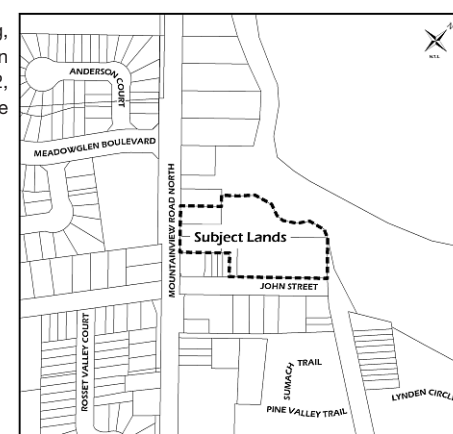 g,
n
2,
e
N
N.T.S.
ANDERSON COURT
MEADOWGLEN BOULEVARD
MOUNTAINVIEW ROAD NORTH
Subject Lands
JOHN STREET
ROSSET VALLEY COURT
SUMACH TRAIL
PINE VALLEY TRAIL
LYNDEN CIRCL